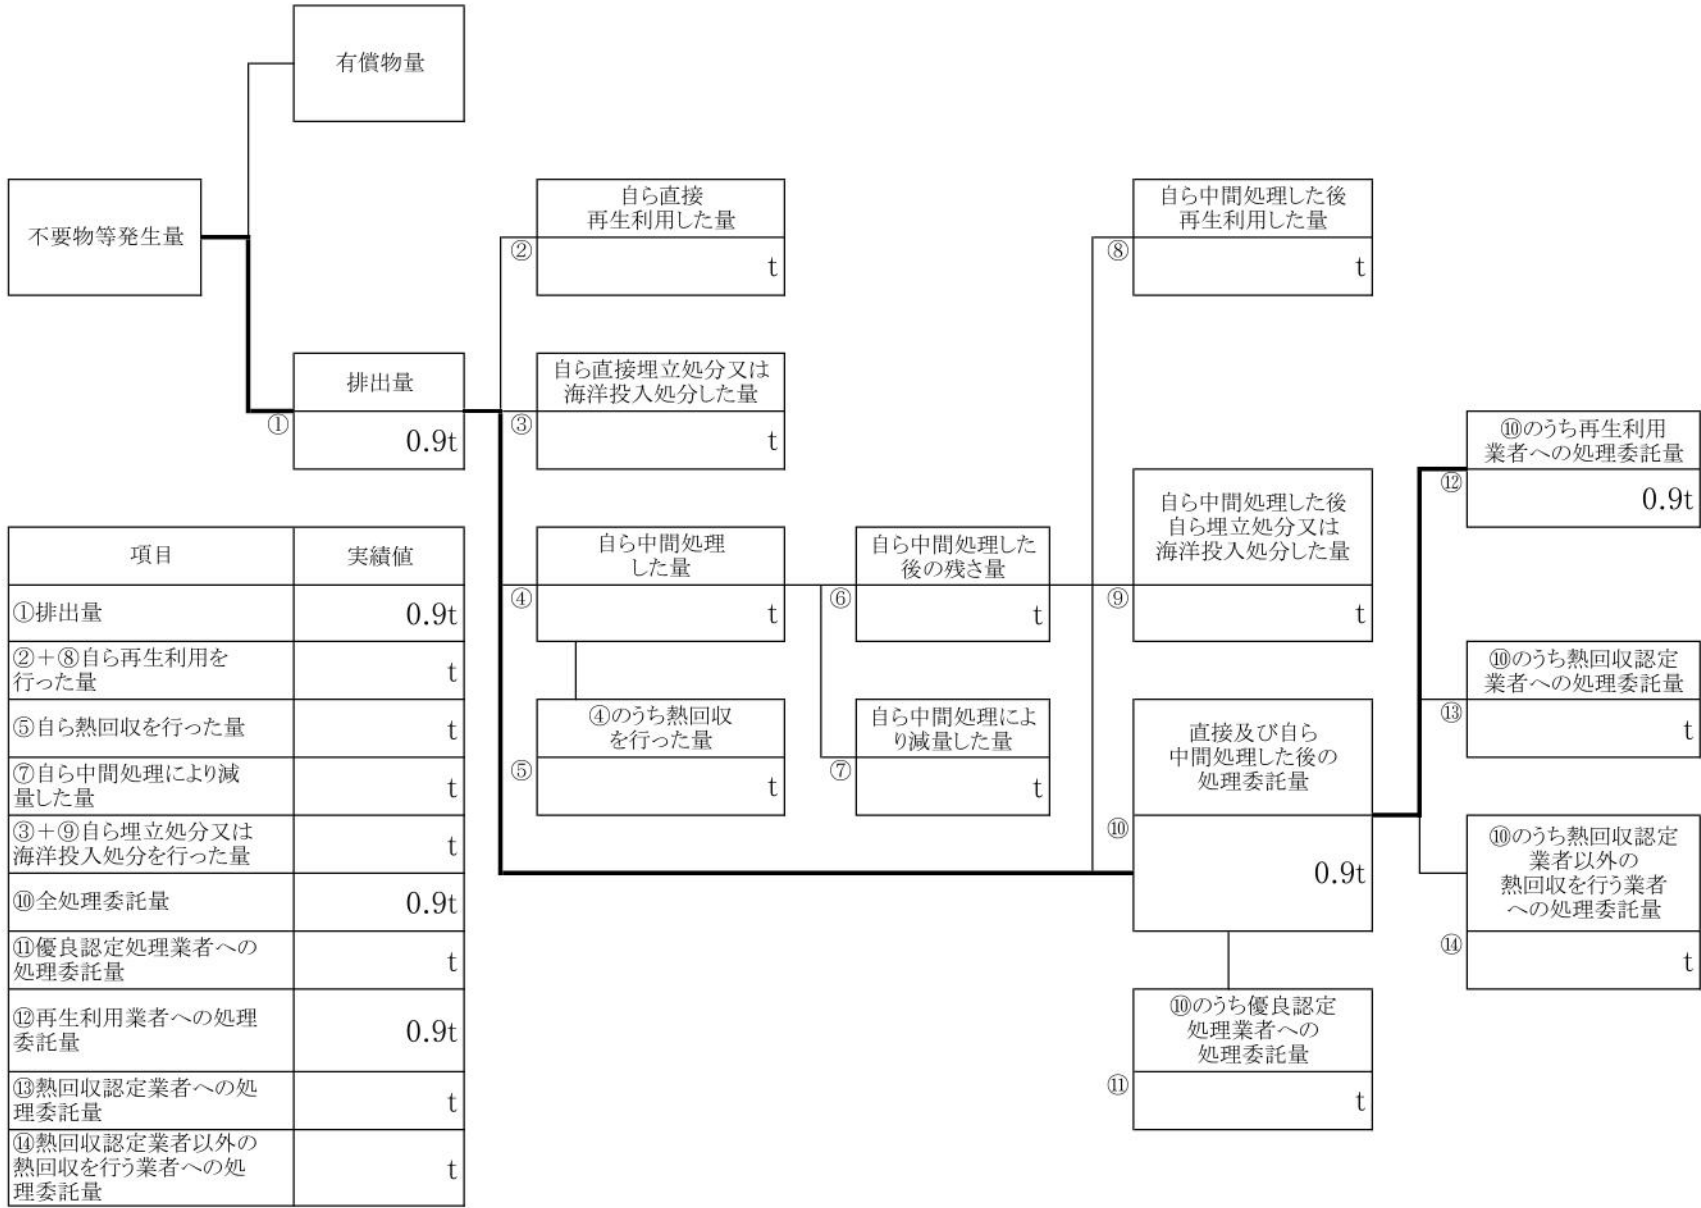 有償物量
不要物等発生量
自ら直接
再生利用した量
②
t
自ら中間処理した後
再生利用した量
⑧
t
排出量
①
0.9t
自ら直接埋立処分又は
海洋投入処分した量
③
t
⑩のうち再生利用
業者への処理委託量
⑫
0.9t
自ら中間処理
した量
④
t
自ら中間処理した
後の残さ量
⑥
t
自ら中間処理した後
自ら埋立処分又は
海洋投入処分した量
⑨
t
⑩のうち熱回収認定
業者への処理委託量
⑬
t
④のうち熱回収
を行った量
⑤
t
自ら中間処理によ
り減量した量
⑦
t
直接及び自ら
中間処理した後の
処理委託量
⑩
0.9t
⑩のうち熱回収認定
業者以外の
熱回収を行う業者
への処理委託量
⑭
t
⑩のうち優良認定
処理業者への
処理委託量
⑪
t
項目 実績値
①排出量 0.9t
②+⑧自ら再生利用を
行った量 t
⑤自ら熱回収を行った量 t
⑦自ら中間処理により減
量した量 t
③+⑨自ら埋立処分又は
海洋投入処分を行った量 t
⑩全処理委託量 0.9t
⑪優良認定処理業者への
処理委託量 t
⑫再生利用業者への処理
委託量 0.9t
⑬熱回収認定業者への処
理委託量 t
⑭熱回収認定業者以外の
熱回収を行う業者への処
理委託量 t